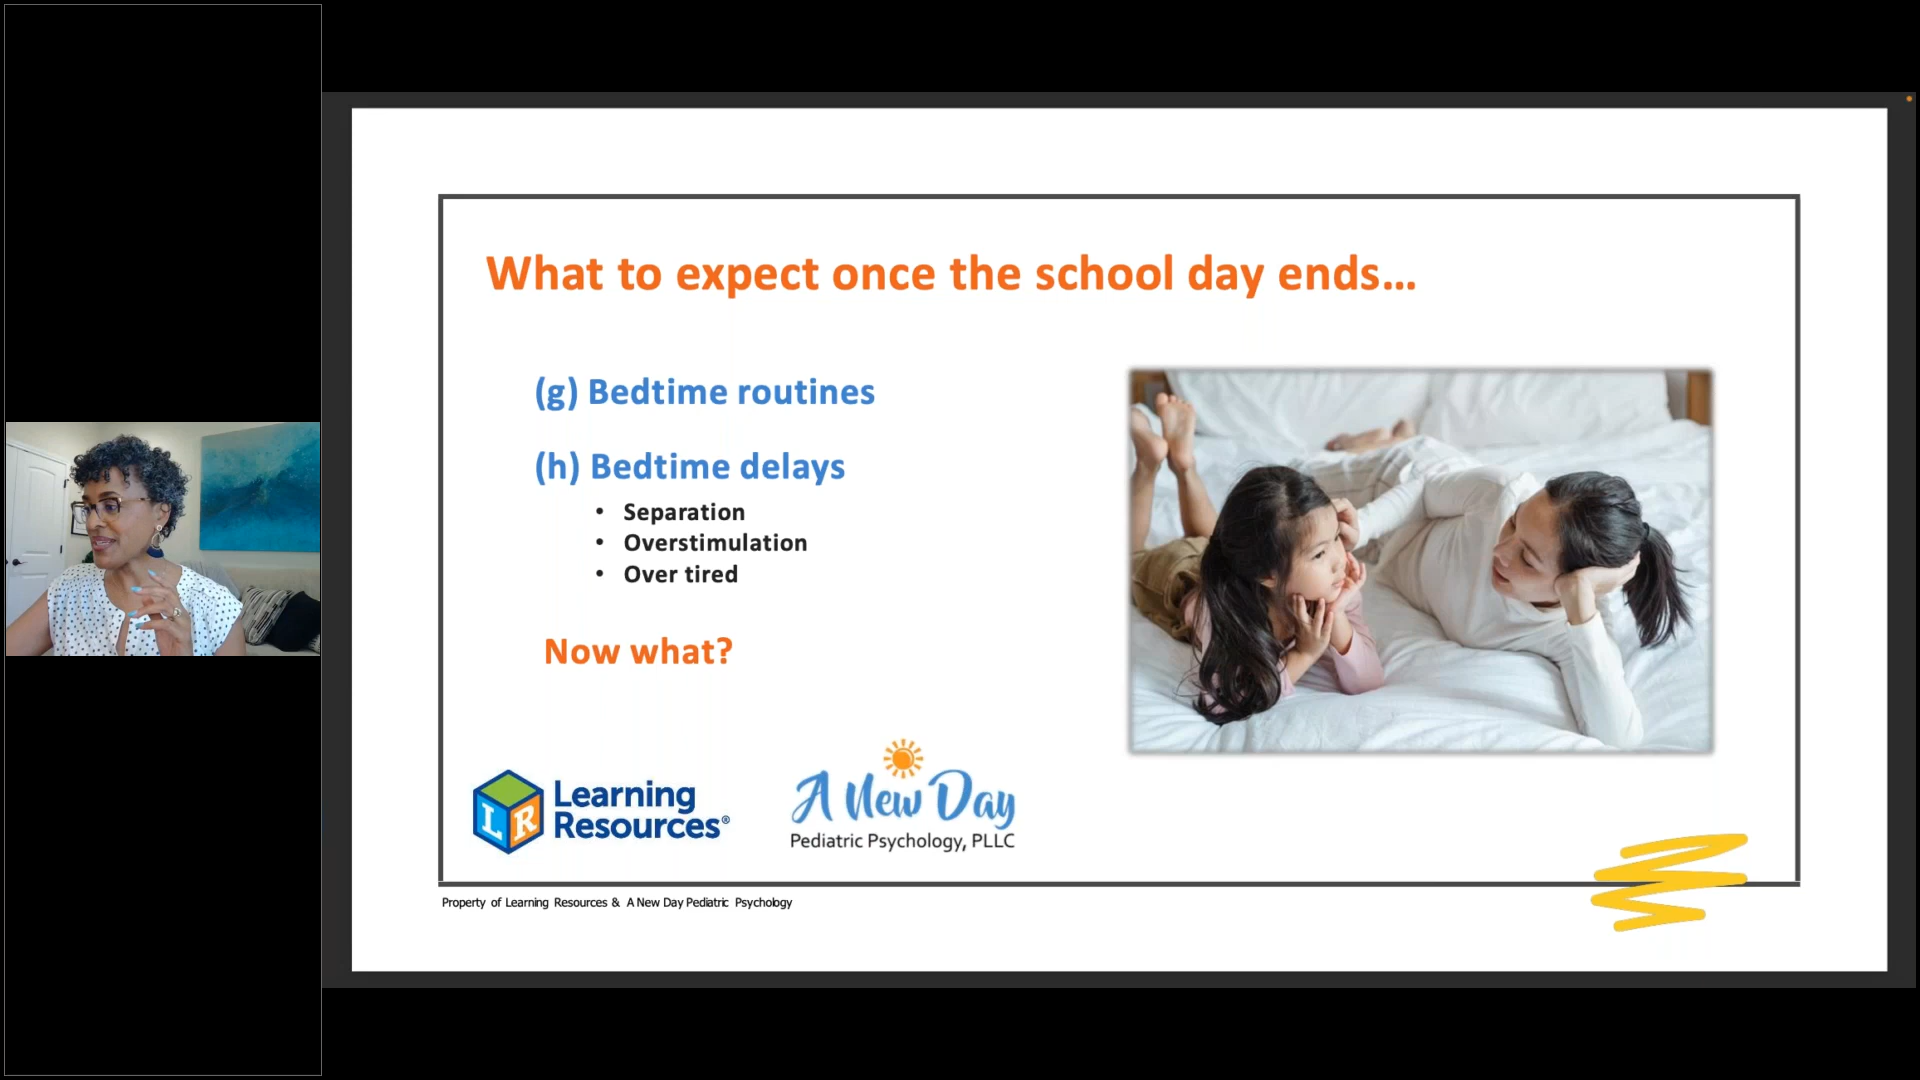 What to expect once the school day ends...
(g) Bedtime routines
(h) Bedtime delays
• Separation
• Overstimulation
• Over tired
Now what?
L R
Learning
Resources®
A New Day
Pediatric Psychology, PLLC
Property of Learning Resources & A New Day Pediatric Psychology